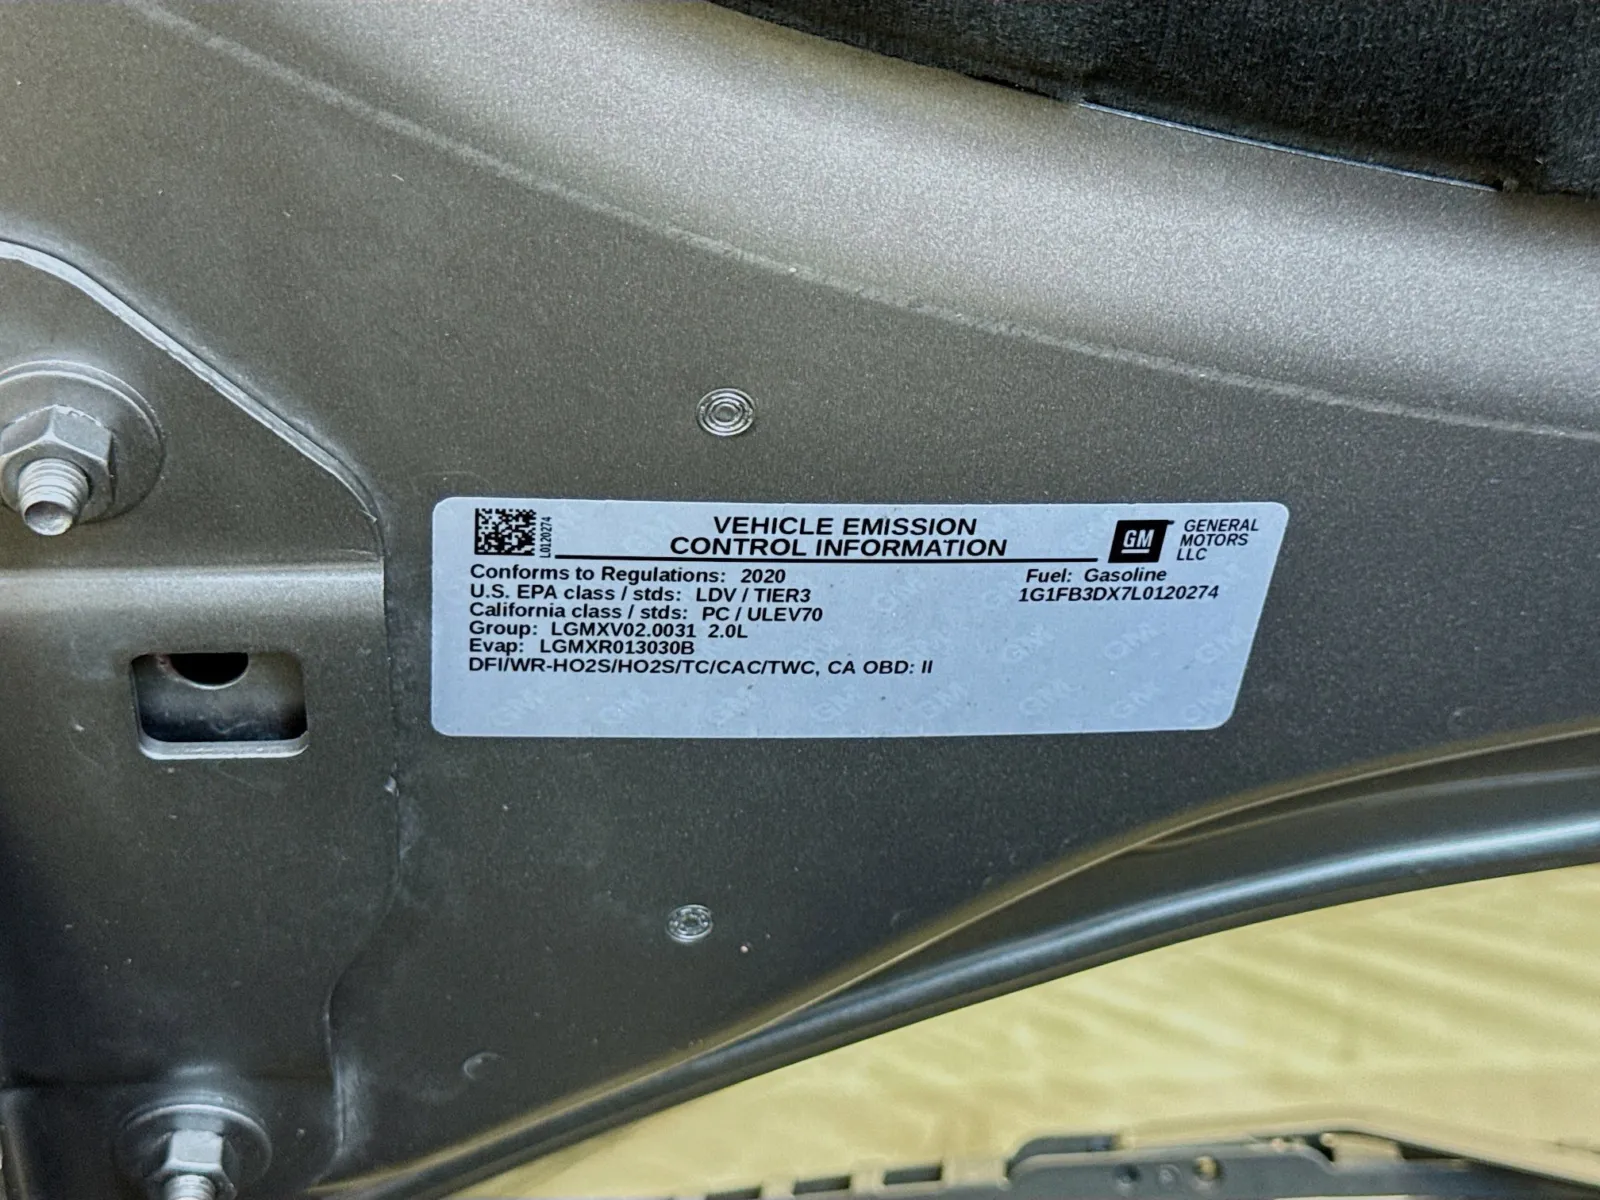 L0120274
VEHICLE EMISSION
CONTROL INFORMATION
GM
GENERAL
MOTORS
LLC
Conforms to Regulations: 2020
Fuel: Gasoline
U.S. EPA class / stds: LDV / TIER3
1G1FB3DX7L0120274
California class / stds: PC / ULEV70
Group: LGMXV02.0031 2.0L
Evap: LGMXR013030B
DFI/WR-HO2S/HO2S/TC/CAC/TWC, CA OBD: II